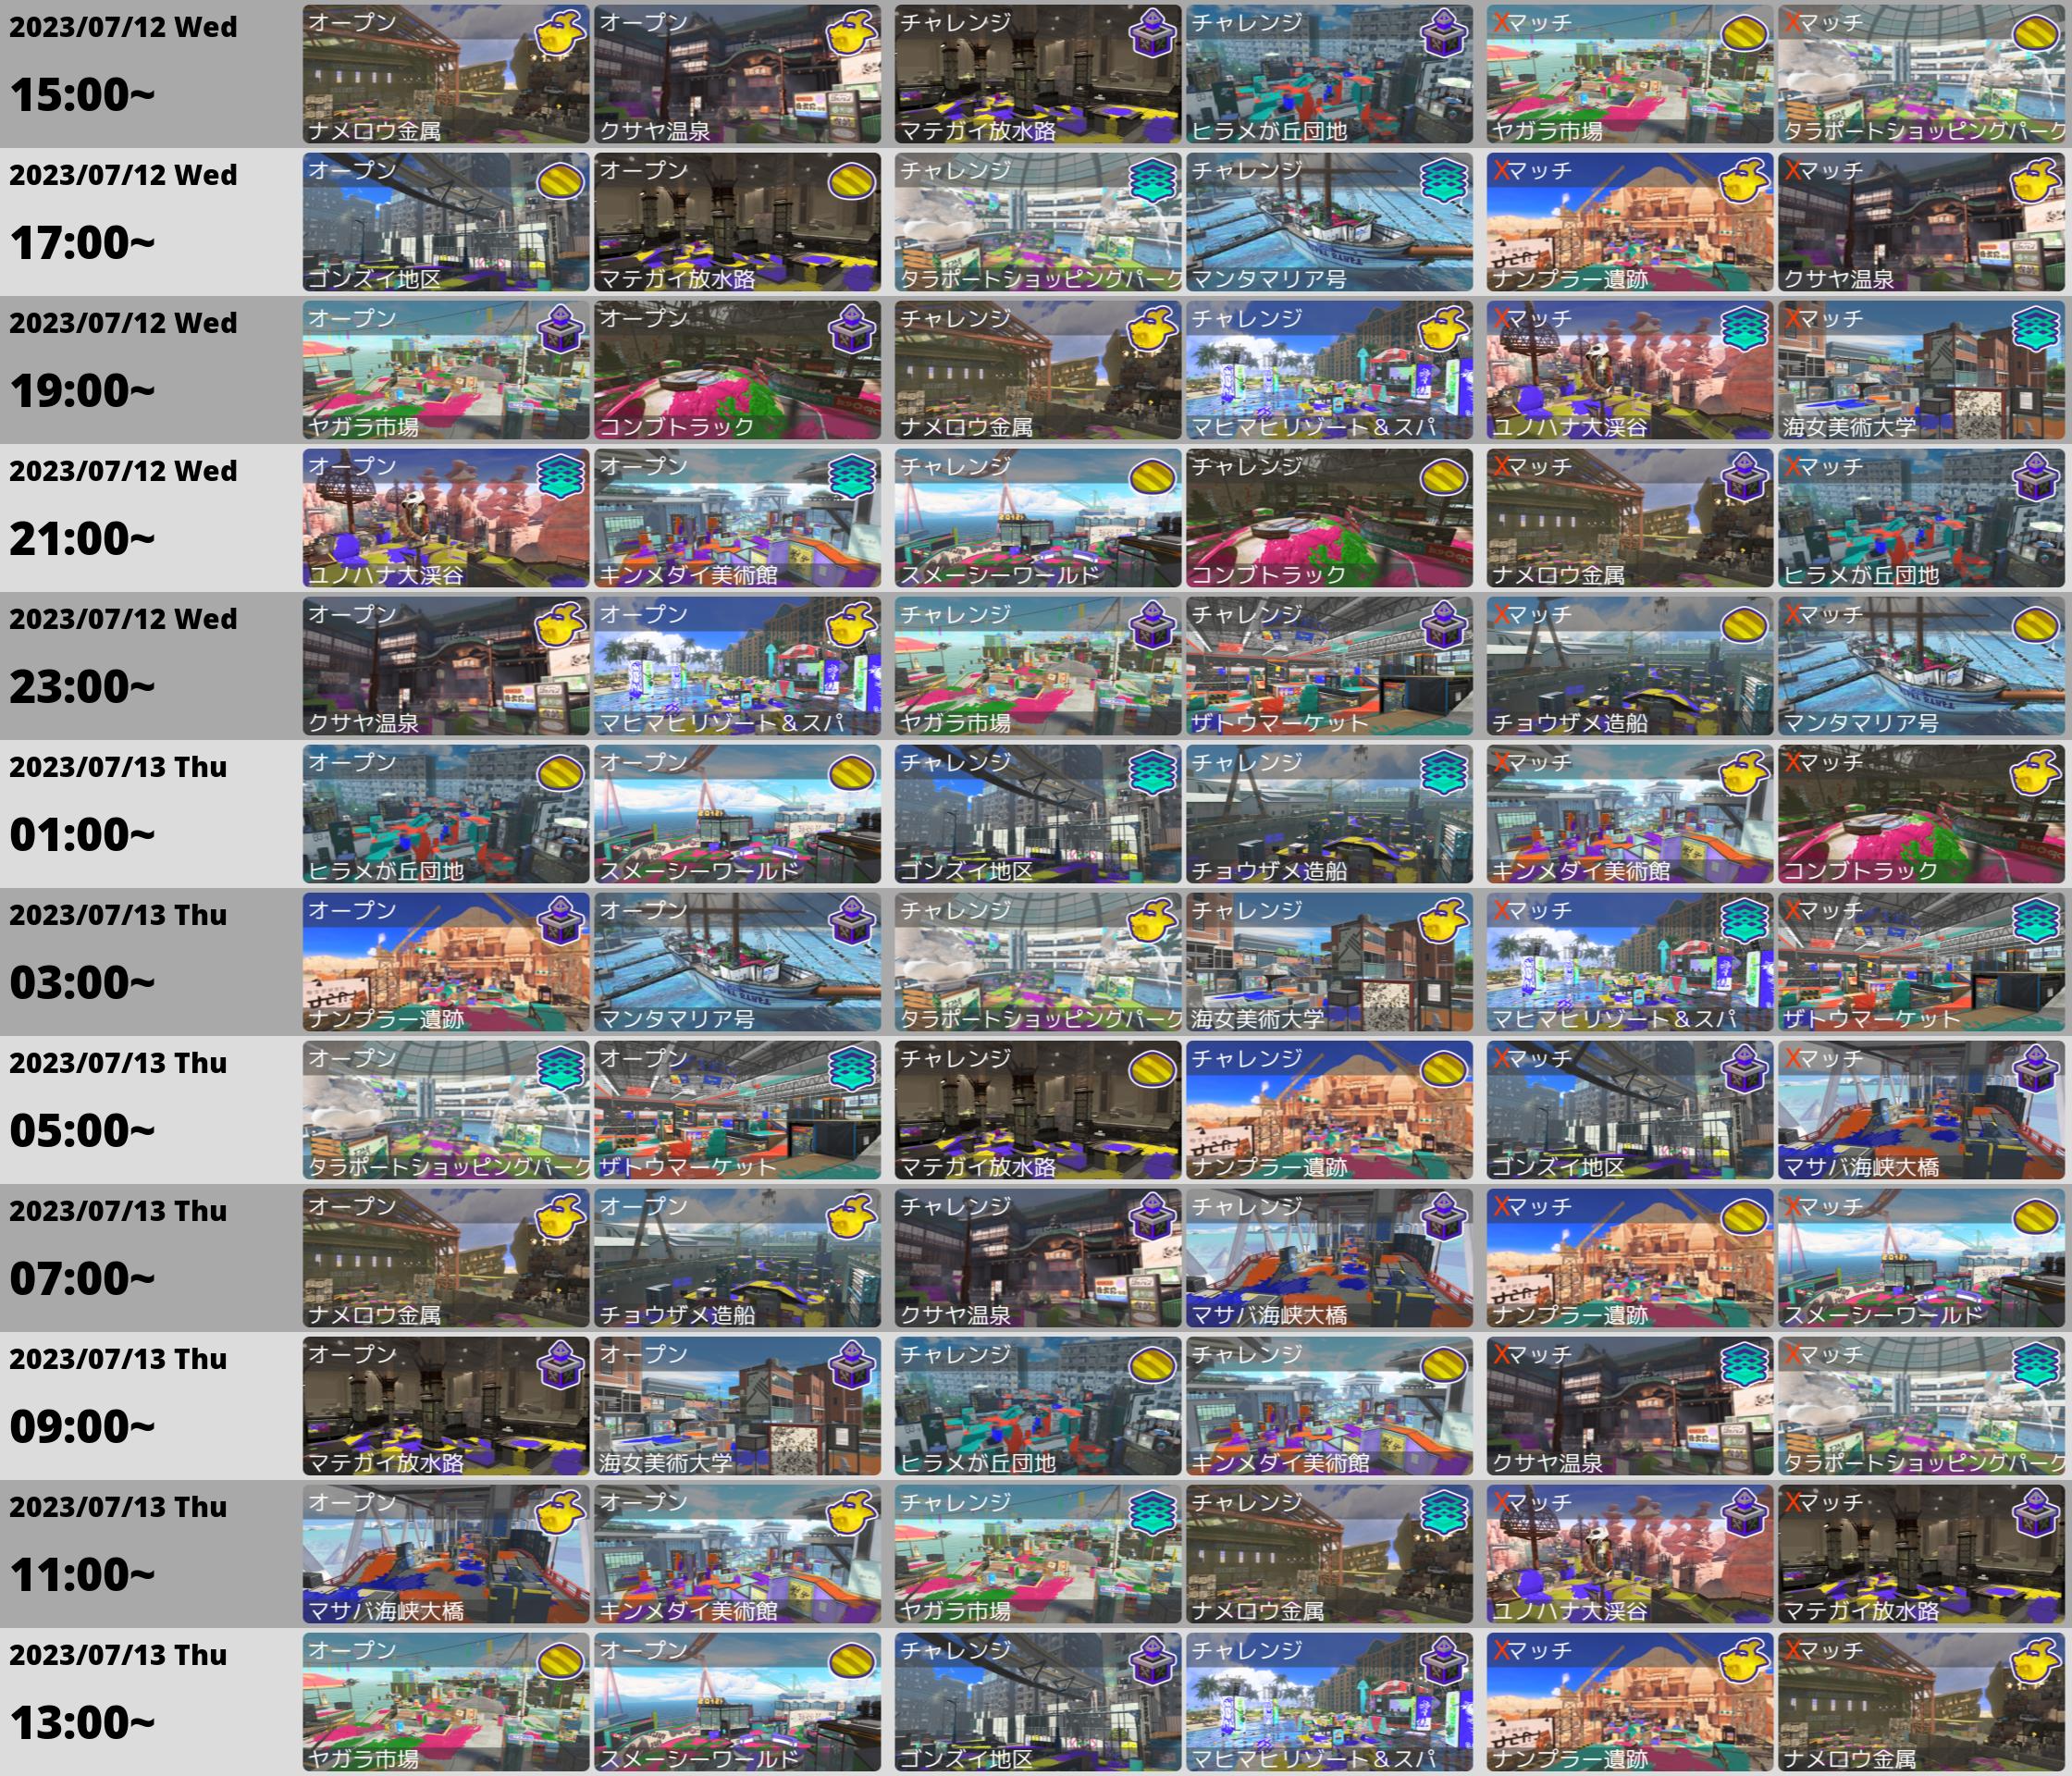 2023/07/12 Wed
15:00~
オープン オープン チャレンジ チャレンジ Xマッチ Xマッチ
ナメロウ金属 クサヤ温泉 マテガイ放水路 ヒラメが丘団地 ヤガラ市場 タラポートショッピングパーク
2023/07/12 Wed
17:00~
オープン オープン チャレンジ チャレンジ Xマッチ Xマッチ
ゴンズイ地区 マテガイ放水路 タラポートショッピングパーク マンタマリア号 ナンプラー遺跡 クサヤ温泉
2023/07/12 Wed
19:00~
オープン オープン チャレンジ チャレンジ Xマッチ Xマッチ
ヤガラ市場 コンブトラック ナメロウ金属 マヒマヒリゾート&スパ ユノハナ大渓谷 海女美術大学
2023/07/12 Wed
21:00~
オープン オープン チャレンジ チャレンジ Xマッチ Xマッチ
ユノハナ大渓谷 キンメダイ美術館 スメーシーワールド コンブトラック ナメロウ金属 ヒラメが丘団地
2023/07/12 Wed
23:00~
オープン オープン チャレンジ チャレンジ Xマッチ Xマッチ
クサヤ温泉 マヒマヒリゾート&スパ ヤガラ市場 ザトウマーケット チョウザメ造船 マンタマリア号
2023/07/13 Thu
01:00~
オープン オープン チャレンジ チャレンジ Xマッチ Xマッチ
ヒラメが丘団地 スメーシーワールド ゴンズイ地区 チョウザメ造船 キンメダイ美術館 コンブトラック
2023/07/13 Thu
03:00~
オープン オープン チャレンジ チャレンジ Xマッチ Xマッチ
ナンプラー遺跡 マンタマリア号 タラポートショッピングパーク 海女美術大学 マヒマヒリゾート&スパ ザトウマーケット
2023/07/13 Thu
05:00~
オープン オープン チャレンジ チャレンジ Xマッチ Xマッチ
タラポートショッピングパーク ザトウマーケット マテガイ放水路 ナンプラー遺跡 ゴンズイ地区 マサバ海峡大橋
2023/07/13 Thu
07:00~
オープン オープン チャレンジ チャレンジ Xマッチ Xマッチ
ナメロウ金属 チョウザメ造船 クサヤ温泉 マサバ海峡大橋 ナンプラー遺跡 スメーシーワールド
2023/07/13 Thu
09:00~
オープン オープン チャレンジ チャレンジ Xマッチ Xマッチ
マテガイ放水路 海女美術大学 ヒラメが丘団地 キンメダイ美術館 クサヤ温泉 タラポートショッピングパーク
2023/07/13 Thu
11:00~
オープン オープン チャレンジ チャレンジ Xマッチ Xマッチ
マサバ海峡大橋 キンメダイ美術館 ヤガラ市場 ナメロウ金属 ユノハナ大渓谷 マテガイ放水路
2023/07/13 Thu
13:00~
オープン オープン チャレンジ チャレンジ Xマッチ Xマッチ
ヤガラ市場 スメーシーワールド ゴンズイ地区 マヒマヒリゾート&スパ ナンプラー遺跡 ナメロウ金属